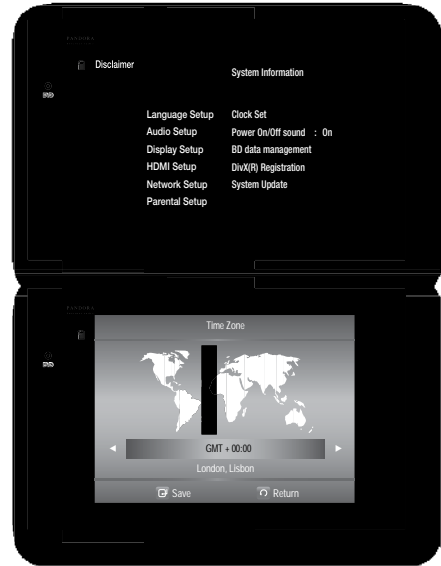 PANDORA
Disclaimer
System Information
Language Setup Clock Set
Audio Setup Power On/Off sound : On
Display Setup BD data management
HDMI Setup DivX(R) Registration
Network Setup System Update
Parental Setup
PANDORA
Time Zone
GMT + 00:00
London, Lisbon
Save Return